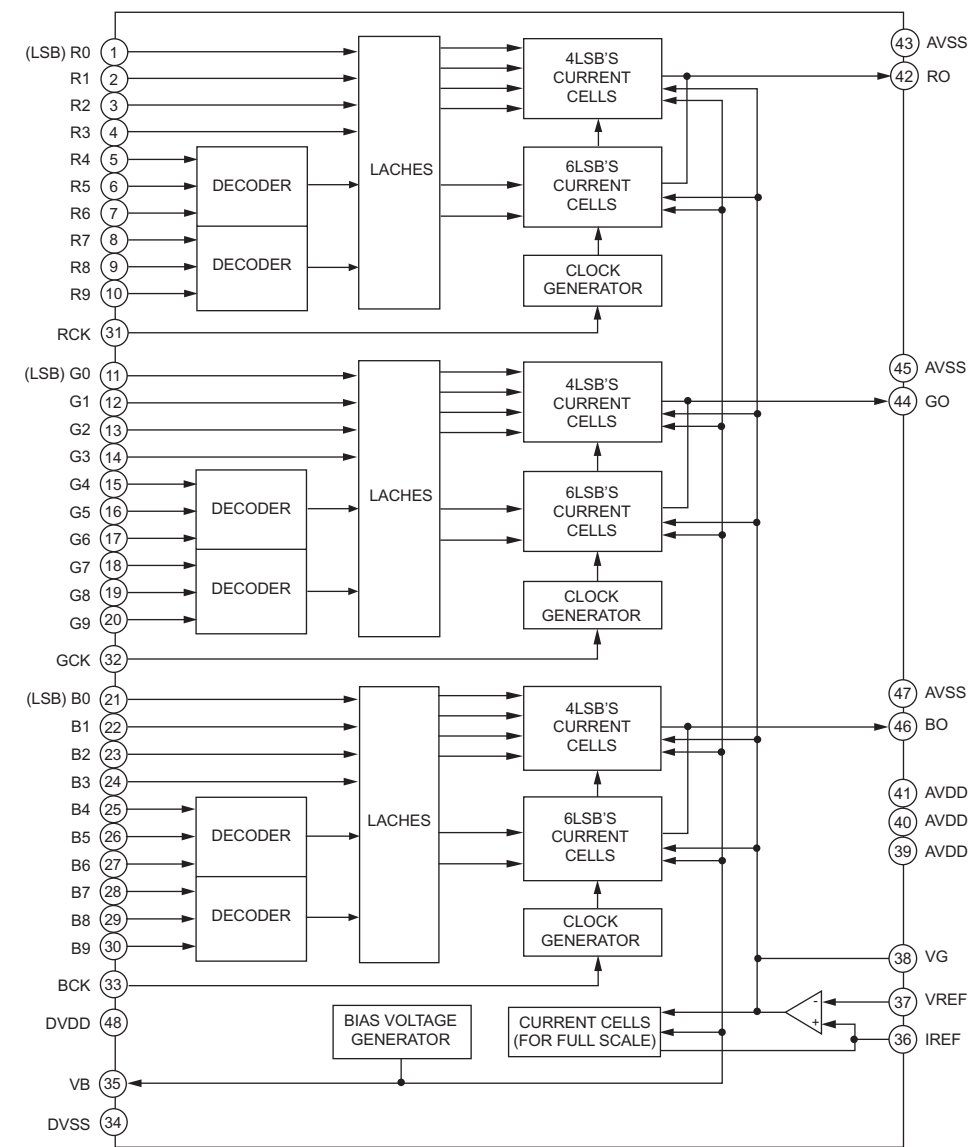 (LSB) R0 1
R1 2
R2 3
R3 4
R4 5
R5 6
R6 7
R7 8
R8 9
R9 10
RCK 31
DECODER
DECODER
LACHES
4LSB'S
CURRENT
CELLS
6LSB'S
CURRENT
CELLS
CLOCK
GENERATOR
43 AVSS
42 RO
(LSB) G0 11
G1 12
G2 13
G3 14
G4 15
G5 16
G6 17
G7 18
G8 19
G9 20
GCK 32
DECODER
DECODER
LACHES
4LSB'S
CURRENT
CELLS
6LSB'S
CURRENT
CELLS
CLOCK
GENERATOR
45 AVSS
44 GO
(LSB) B0 21
B1 22
B2 23
B3 24
B4 25
B5 26
B6 27
B7 28
B8 29
B9 30
BCK 33
DECODER
DECODER
LACHES
4LSB'S
CURRENT
CELLS
6LSB'S
CURRENT
CELLS
CLOCK
GENERATOR
47 AVSS
46 BO
41 AVDD
40 AVDD
39 AVDD
38 VG
37 VREF
36 IREF
-
+
DVDD 48
VB 35
DVSS 34
BIAS VOLTAGE
GENERATOR
CURRENT CELLS
(FOR FULL SCALE)